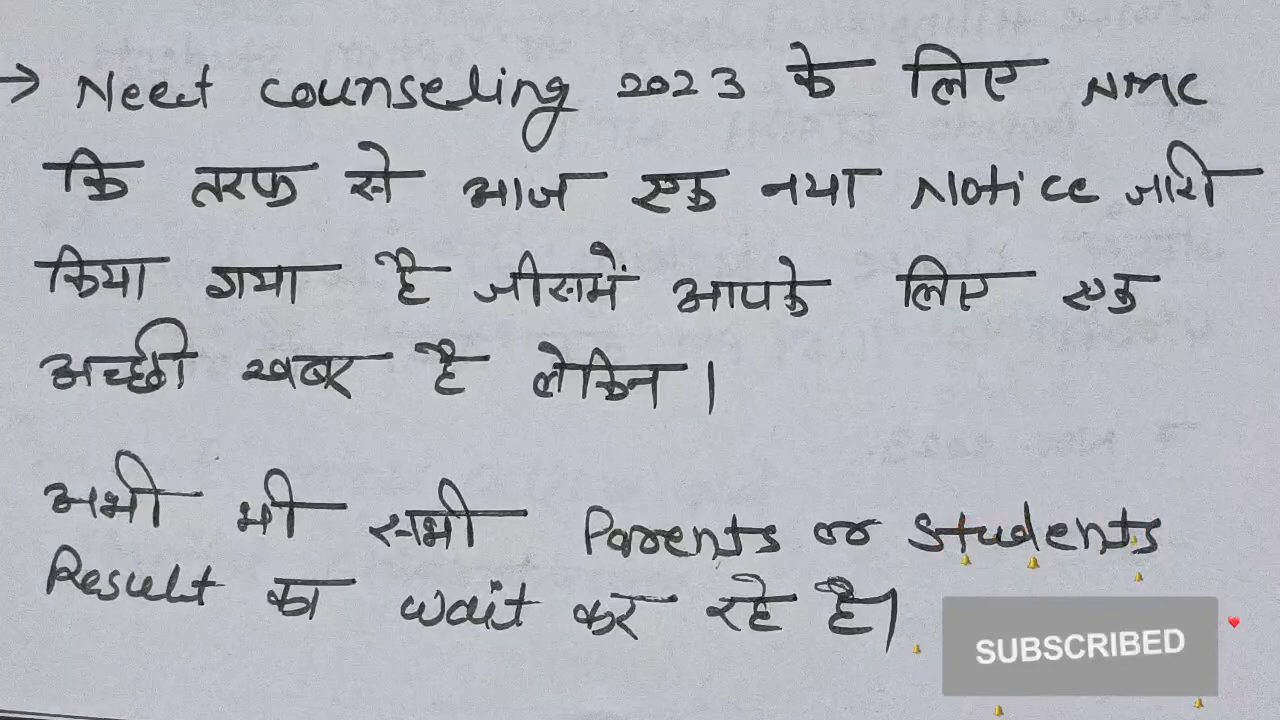 → Neet counseling 2023 के लिए NMC
कि तरफ से आज एक नया Notice जारी
किया गया है जीसमें आपके लिए एक
अच्छी खबर है लेकिन ।
अभी भी सभी Parents or students
Result का wait कर रहे है।
SUBSCRIBED